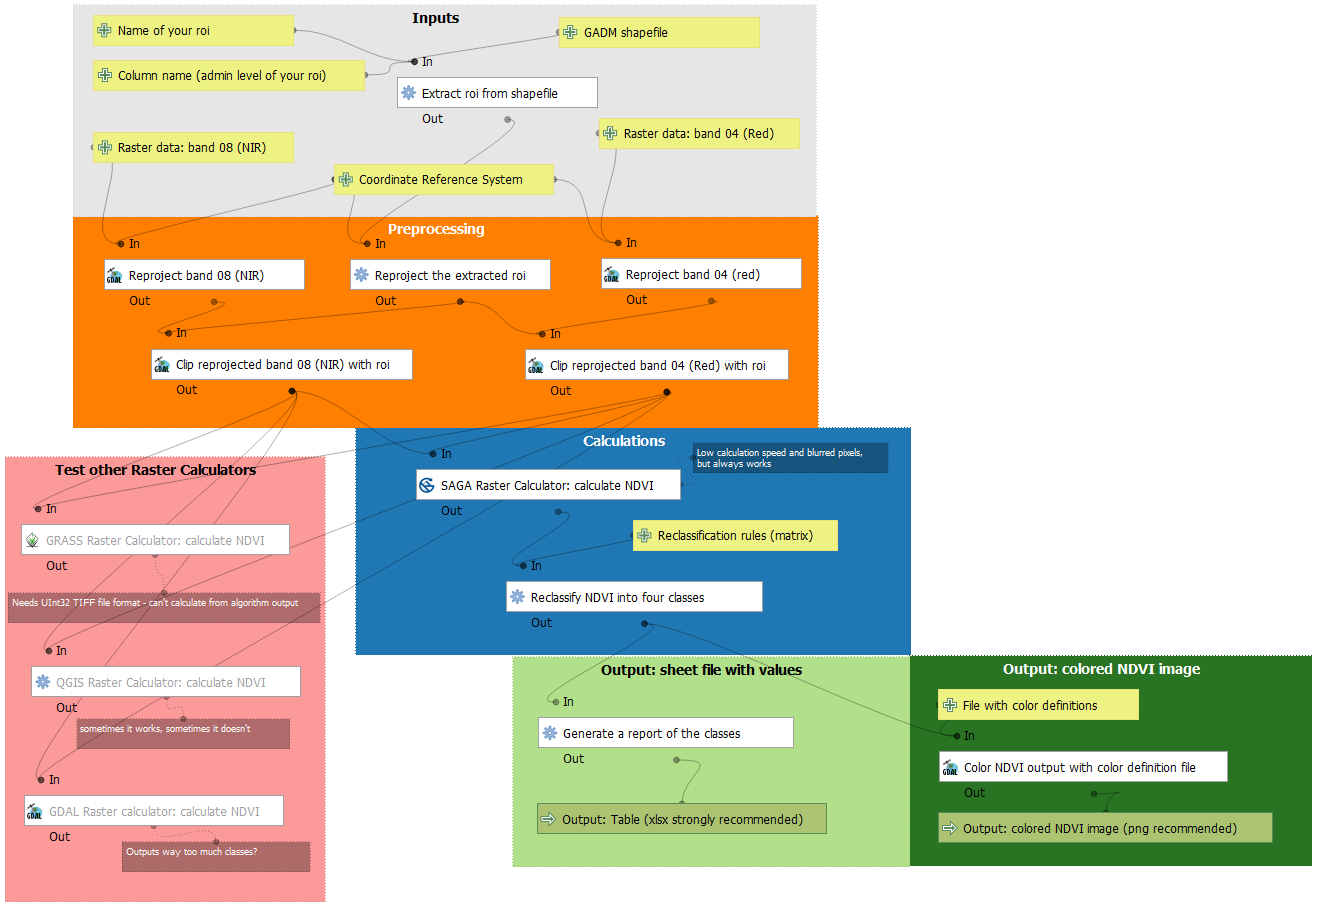 Inputs
Name of your roi
GADM shapefile
In
Column name (admin level of your roi)
Extract roi from shapefile
Out
Raster data: band 08 (NIR)
Raster data: band 04 (Red)
Coordinate Reference System
Preprocessing
In
In
In
GDAL
Reproject band 08 (NIR)
Reproject the extracted roi
GDAL
Reproject band 04 (red)
Out
Out
Out
In
In
GDAL
Clip reprojected band 08 (NIR) with roi
GDAL
Clip reprojected band 04 (Red) with roi
Out
Out
Calculations
In
Low calculation speed and blurred pixels,
but always works
SAGA Raster Calculator: calculate NDVI
Out
Reclassification rules (matrix)
In
Reclassify NDVI into four classes
Out
Test other Raster Calculators
In
GRASS Raster Calculator: calculate NDVI
Out
Needs UInt32 TIFF file format - can't calculate from algorithm output
In
QGIS Raster Calculator: calculate NDVI
Out
sometimes it works, sometimes it doesn't
In
GDAL
GDAL Raster calculator: calculate NDVI
Out
Outputs way too much classes?
Output: sheet file with values
In
Generate a report of the classes
Out
Output: Table (xlsx strongly recommended)
Output: colored NDVI image
File with color definitions
In
GDAL
Color NDVI output with color definition file
Out
Output: colored NDVI image (png recommended)